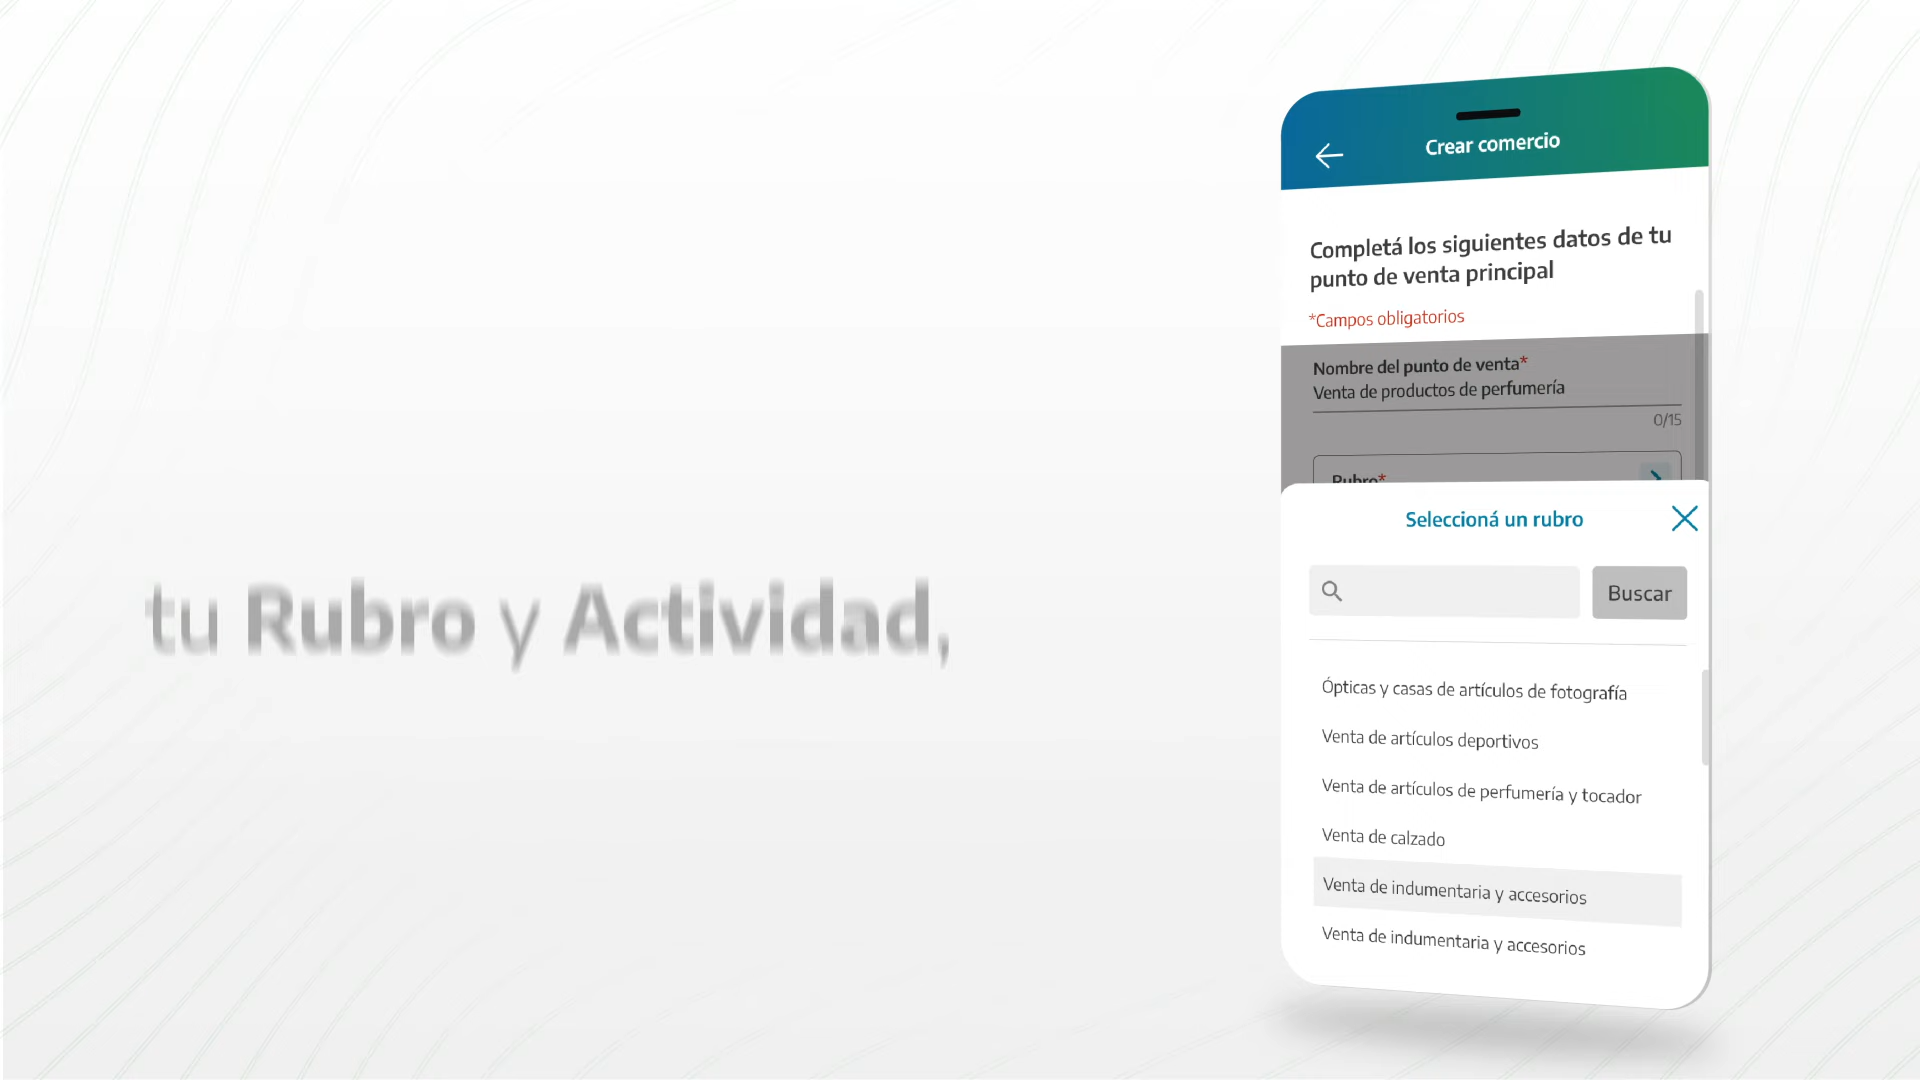 tu Rubro y Actividad,
Crear comercio
Completá los siguientes datos de tu
punto de venta principal
*Campos obligatorios
Nombre del punto de venta*
Venta de productos de perfumería
0/15
Rubro*
Seleccioná un rubro
Buscar
Ópticas y casas de artículos de fotografía
Venta de artículos deportivos
Venta de artículos de perfumería y tocador
Venta de calzado
Venta de indumentaria y accesorios
Venta de indumentaria y accesorios